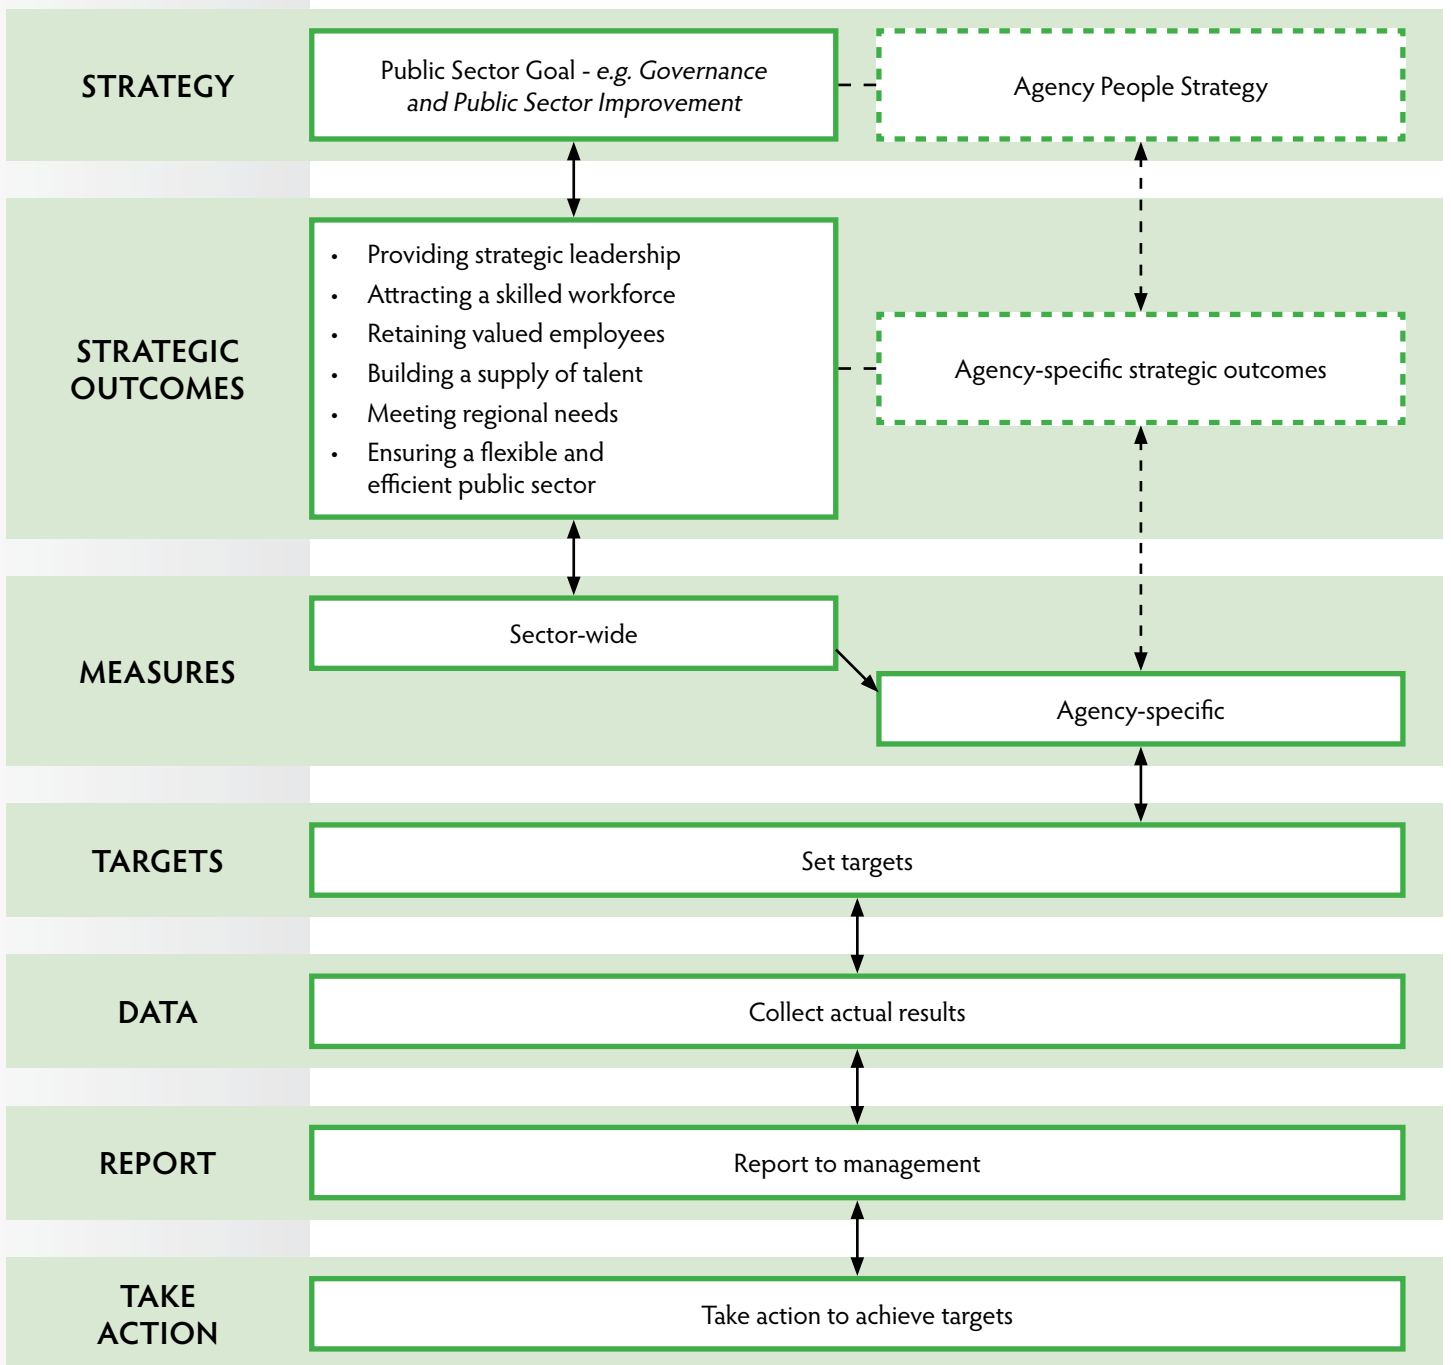 STRATEGY
Public Sector Goal - e.g. Governance
and Public Sector Improvement
Agency People Strategy
STRATEGIC
OUTCOMES
• Providing strategic leadership
• Attracting a skilled workforce
• Retaining valued employees
• Building a supply of talent
• Meeting regional needs
• Ensuring a flexible and
efficient public sector
Agency-specific strategic outcomes
MEASURES
Sector-wide
Agency-specific
TARGETS
Set targets
DATA
Collect actual results
REPORT
Report to management
TAKE
ACTION
Take action to achieve targets